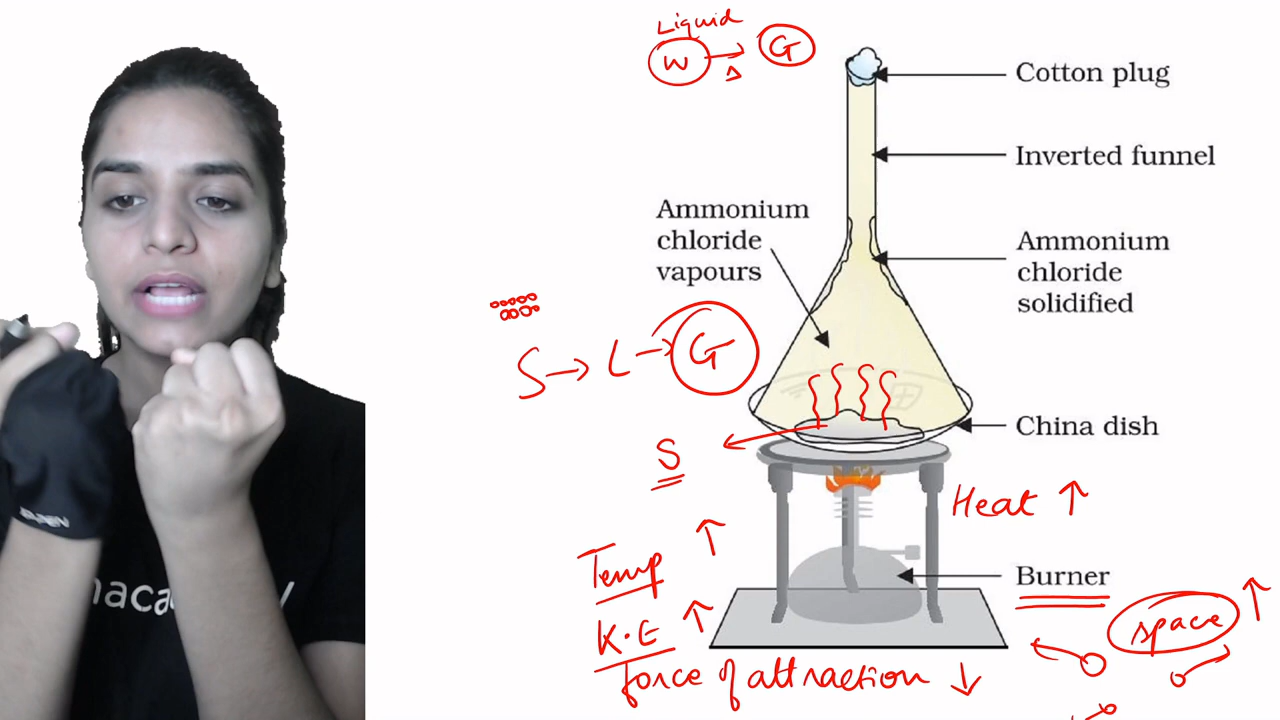 Liquid
W → G
Δ
Cotton plug
Inverted funnel
Ammonium
chloride
vapours
Ammonium
chloride
solidified
S → L → G
China dish
S
Heat ↑
Temp ↑
Burner
space ↑
K.E ↑
force of attraction ↓